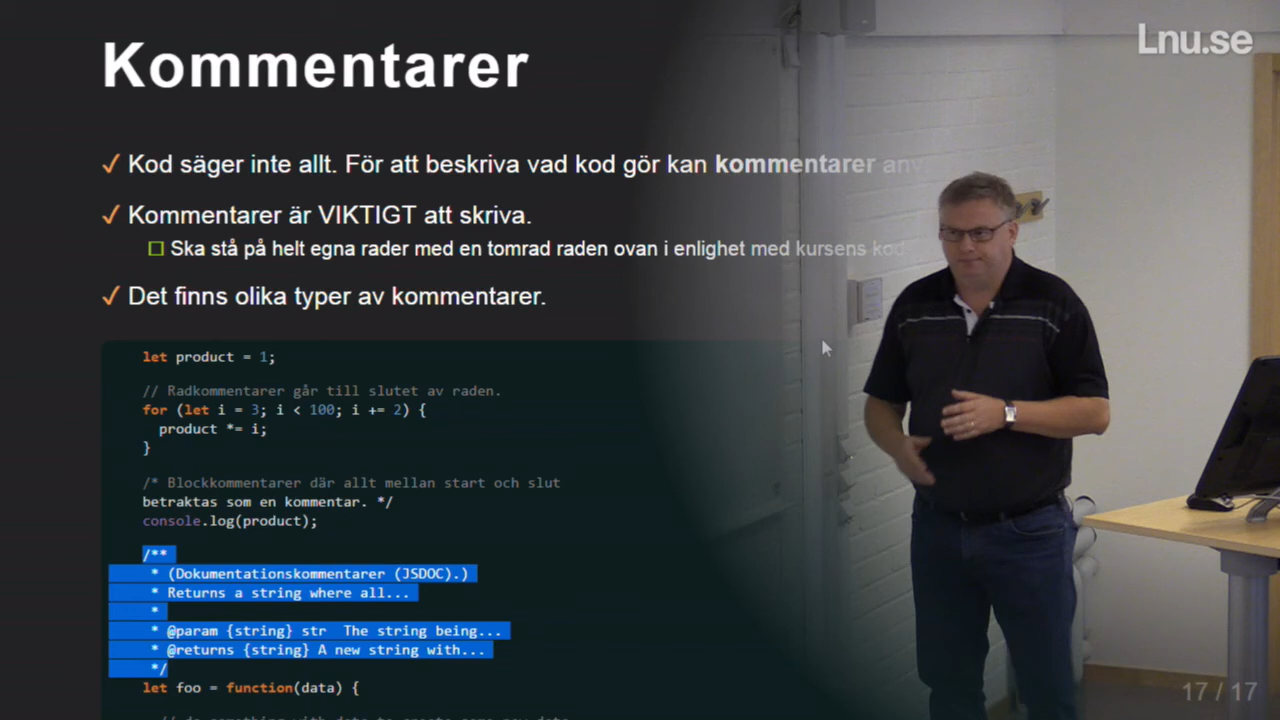 Lnu.se
Kommentarer
✓ Kod säger inte allt. För att beskriva vad kod gör kan kommentarer anv
✓ Kommentarer är VIKTIGT att skriva.
Ska stå på helt egna rader med en tomrad raden ovan i enlighet med kursens kod
✓ Det finns olika typer av kommentarer.
let product = 1;
// Radkommentarer går till slutet av raden.
for (let i = 3; i < 100; i += 2) {
product *= i;
}
/* Blockkommentarer där allt mellan start och slut
betraktas som en kommentar. */
console.log(product);
/**
* (Dokumentationskommentarer (JSDOC).)
* Returns a string where all...
*
* @param {string} str  The string being...
* @returns {string} A new string with...
*/
let foo = function(data) {
17 / 17